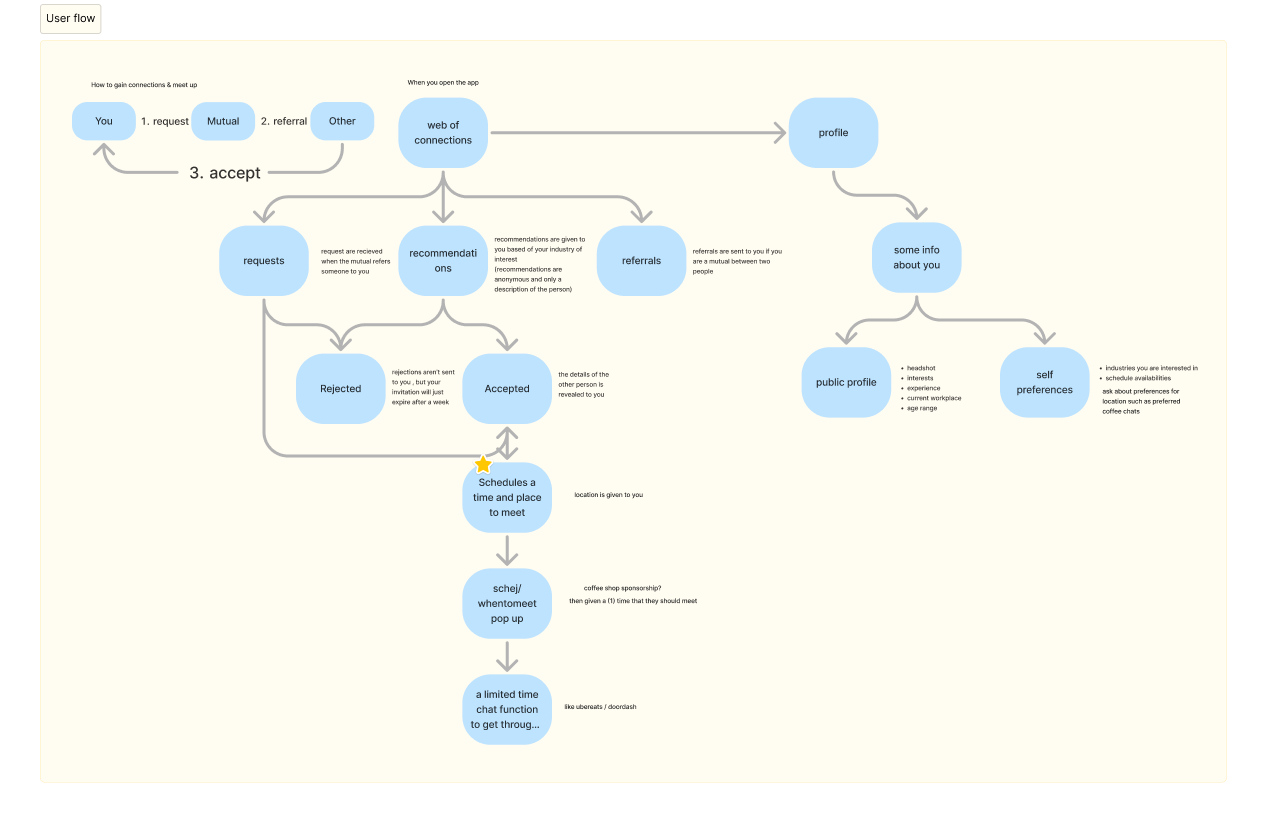 User flow
How to gain connections & meet up
You
1. request
Mutual
2. referral
Other
3. accept
When you open the app
web of
connections
profile
requests
request are recieved
when the mutual refers
someone to you
recommendati
ons
recommendations are given to
you based of your industry of
interest
(recommendations are
anonymous and only a
description of the person)
referrals
referrals are sent to you if you
are a mutual between two
people
some info
about you
Rejected
rejections aren't sent
to you , but your
invitation will just
expire after a week
Accepted
the details of the
other person is
revealed to you
public profile
• headshot
• interests
• experience
• current workplace
• age range
self
preferences
• industries you are interested in
• schedule availabilities
ask about preferences for
location such as preferred
coffee chats
Schedules a
time and place
to meet
location is given to you
schej/
whentomeet
pop up
coffee shop sponsorship?
then given a (1) time that they should meet
a limited time
chat function
to get throug...
like ubereats / doordash